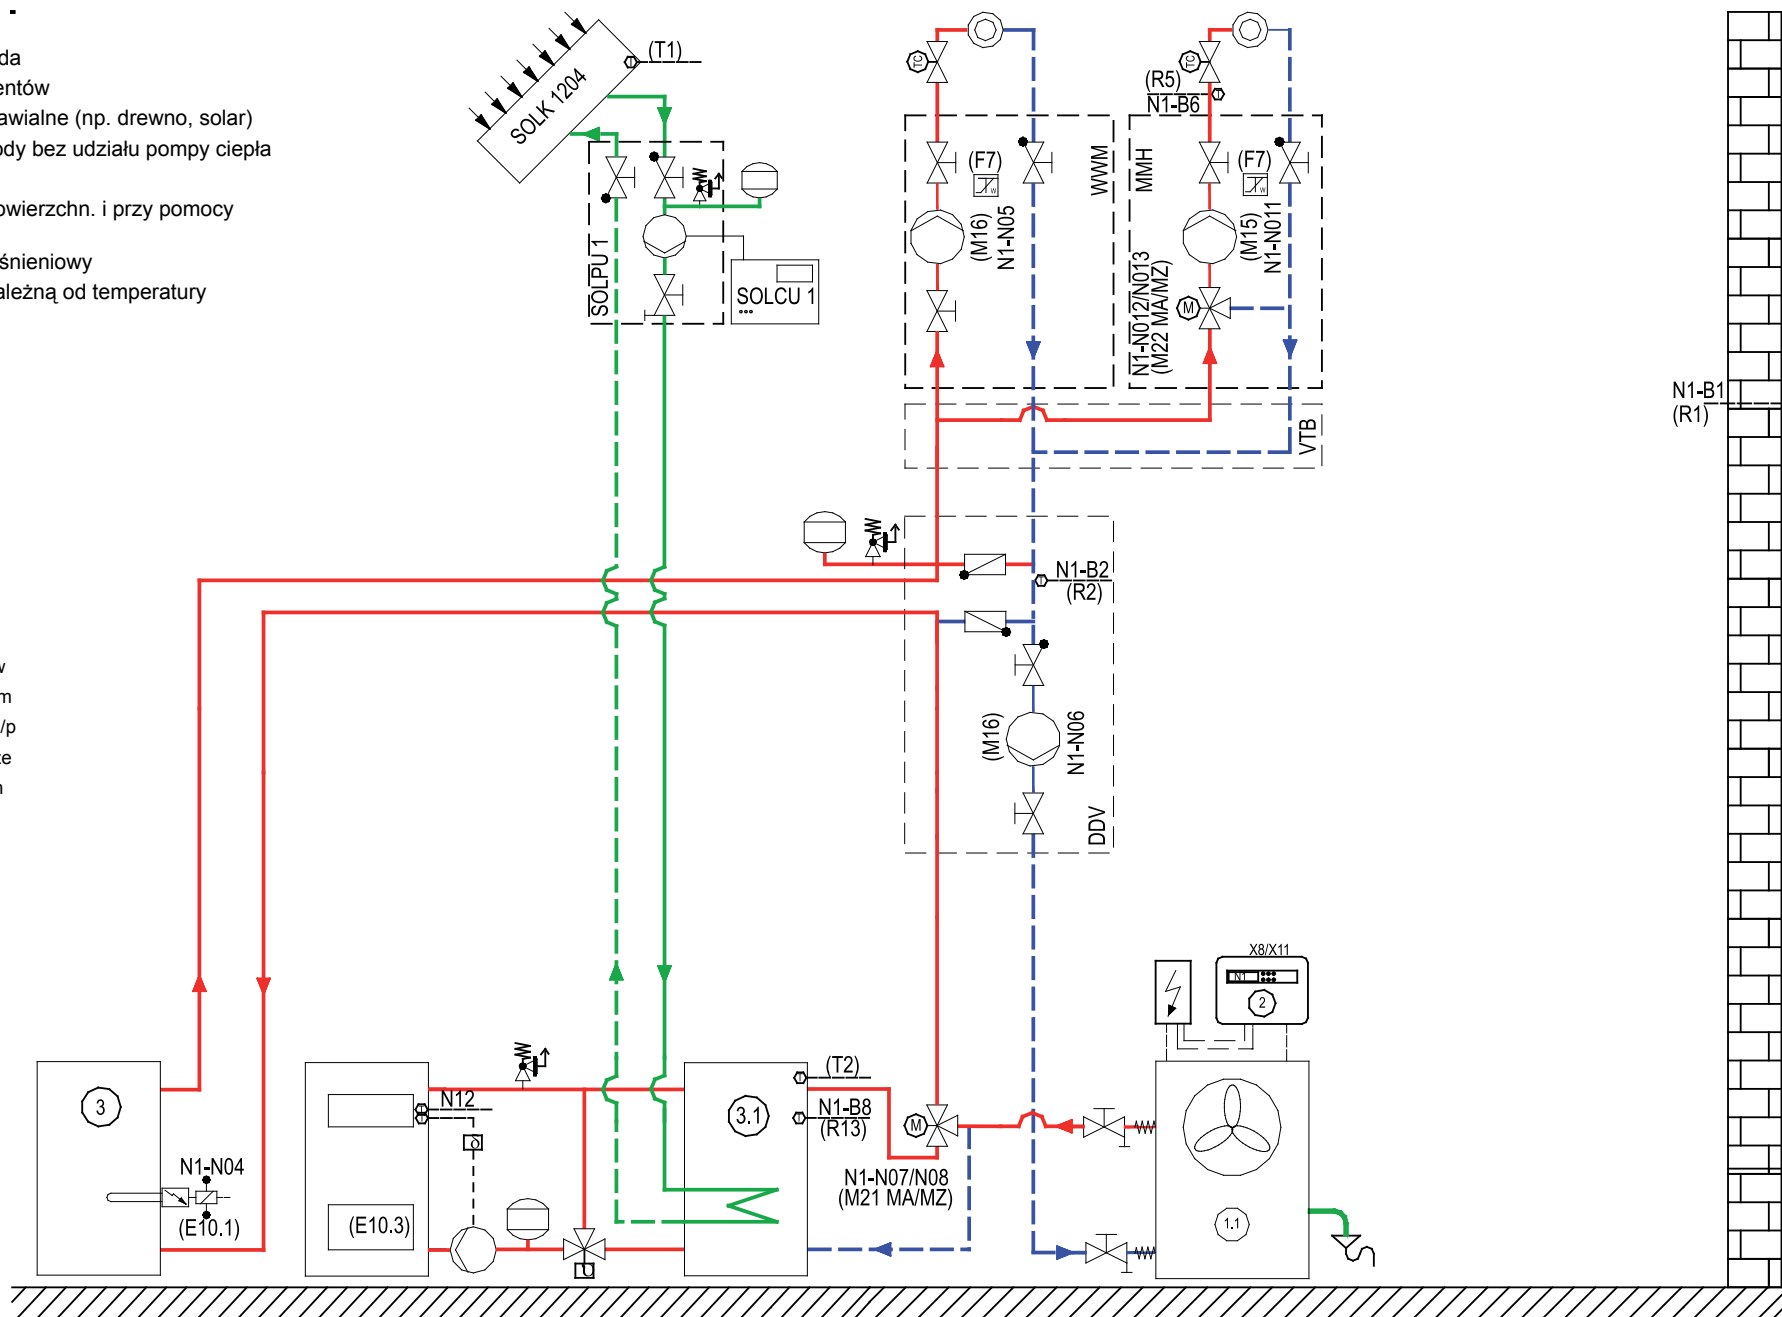 -
da
entów
awialne (np. drewno, solar)
ody bez udziału pompy ciepła
owierzchn. i przy pomocy
śnieniowy
ależną od temperatury
w
m
/p
że
n
(T1)
SOLK 1204
SOLPU 1
SOLCU 1
TC
TC
(R5)
N1-B6
(F7)
W
WWM
MMH
(F7)
W
(M16)
N1-N05
(M15)
N1-N011
N1-N012/N013
(M22 MA/MZ)
M
VTB
N1-B1
(R1)
N1-B2
(R2)
(M16)
N1-N06
DDV
X8/X11
N1
2
3
N12
(T2)
3.1
N1-B8
(R13)
M
N1-N04
(E10.1)
(E10.3)
N1-N07/N08
(M21 MA/MZ)
1.1